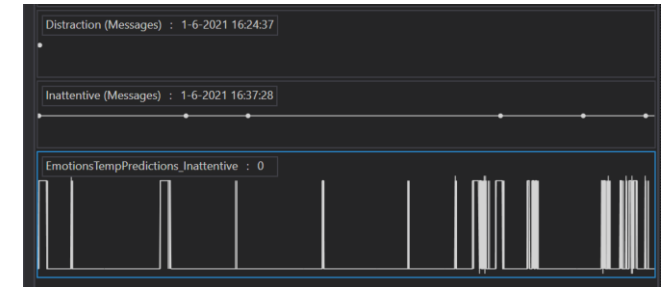 Distraction (Messages) : 1-6-2021 16:24:37
Inattentive (Messages) : 1-6-2021 16:37:28
EmotionsTempPredictions_Inattentive : 0